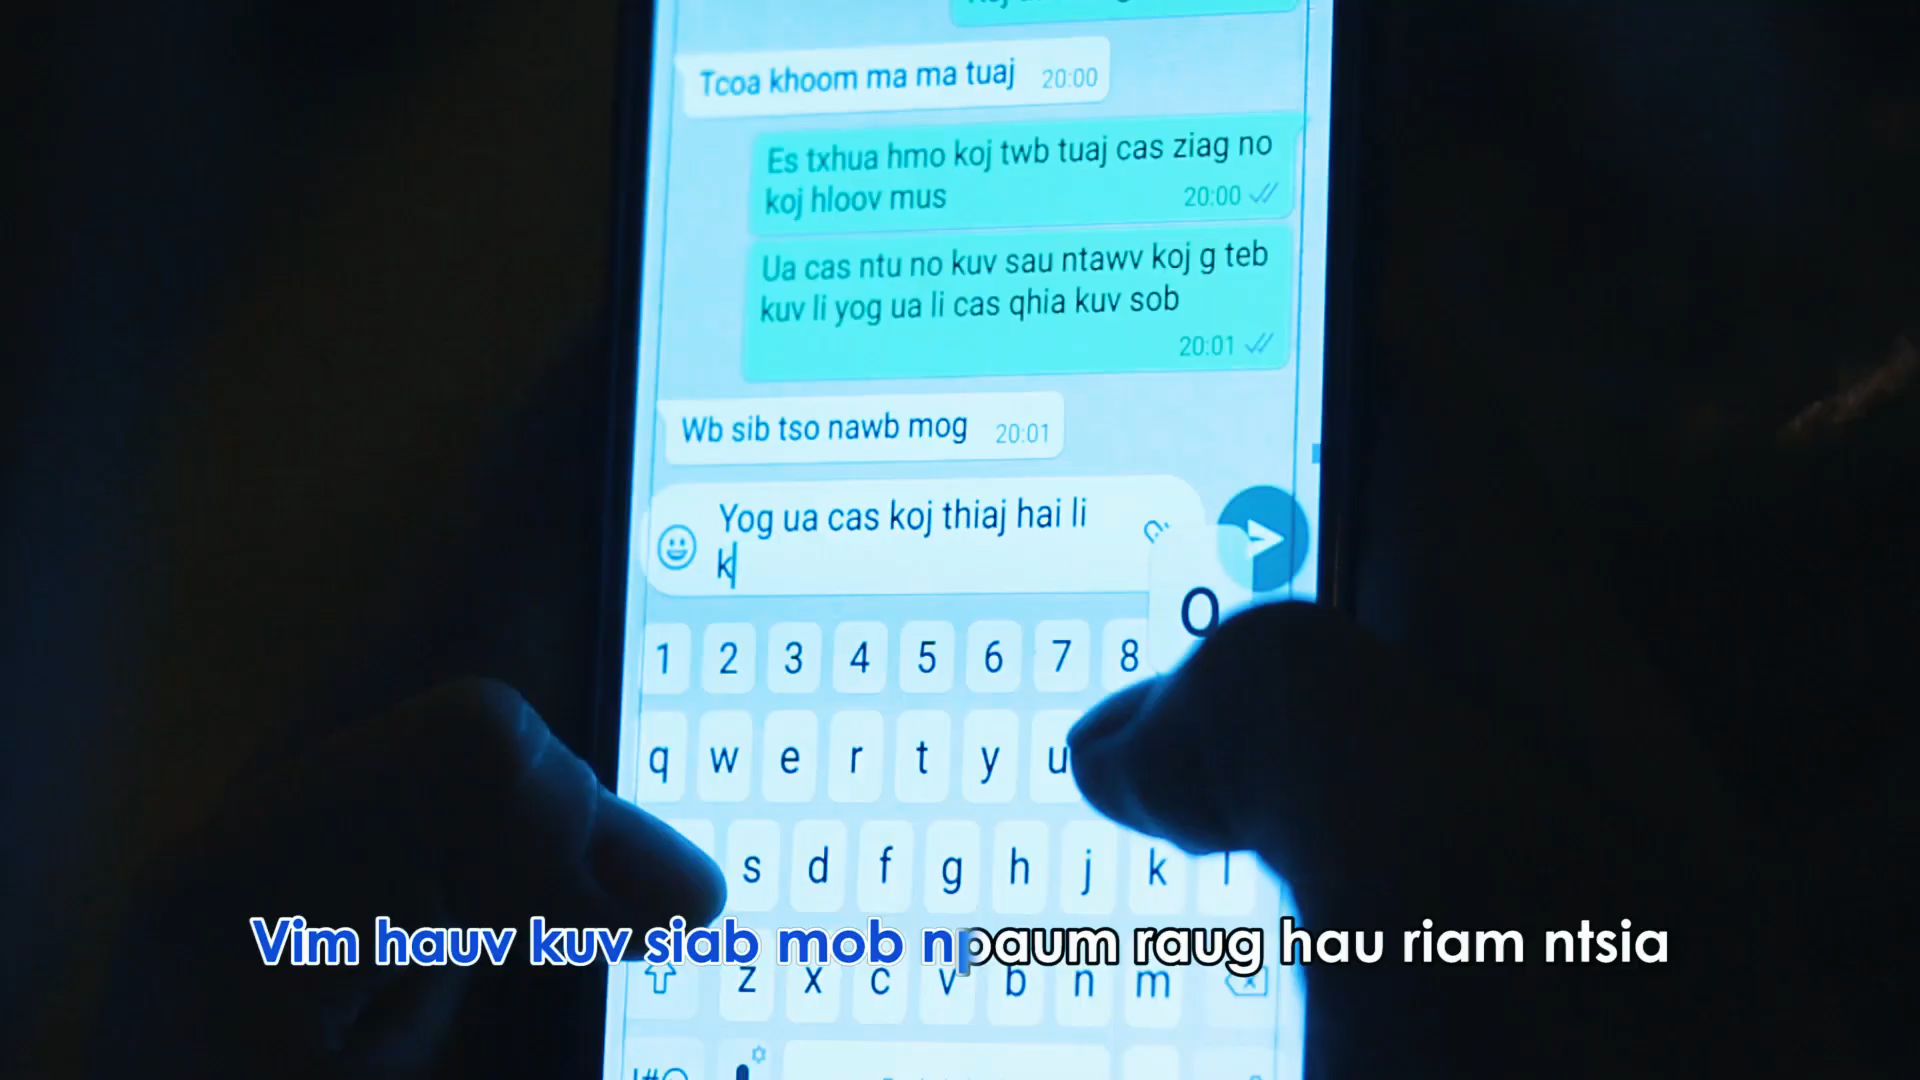 Tcoa khoom ma ma tuaj 20:00
Es txhua hmo koj twb tuaj cas ziag no
koj hloov mus 20:00
Ua cas ntu no kuv sau ntawv koj g teb
kuv li yog ua li cas qhia kuv sob
20:01
Wb sib tso nawb mog 20:01
Yog ua cas koj thiaj hai li
k
O
1 2 3 4 5 6 7 8
q w e r t y u
s d f g h j k l
Vim hauv kuv siab mob npaum raug hau riam ntsia
z x c v b n m